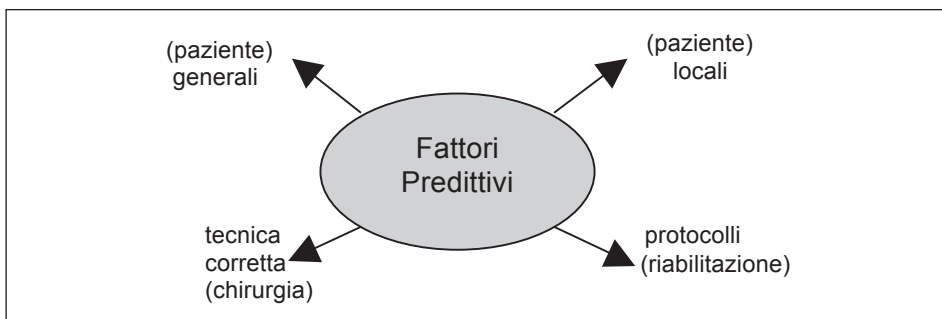 (paziente)
generali
(paziente)
locali
Fattori
Predittivi
tecnica
corretta
(chirurgia)
protocolli
(riabilitazione)